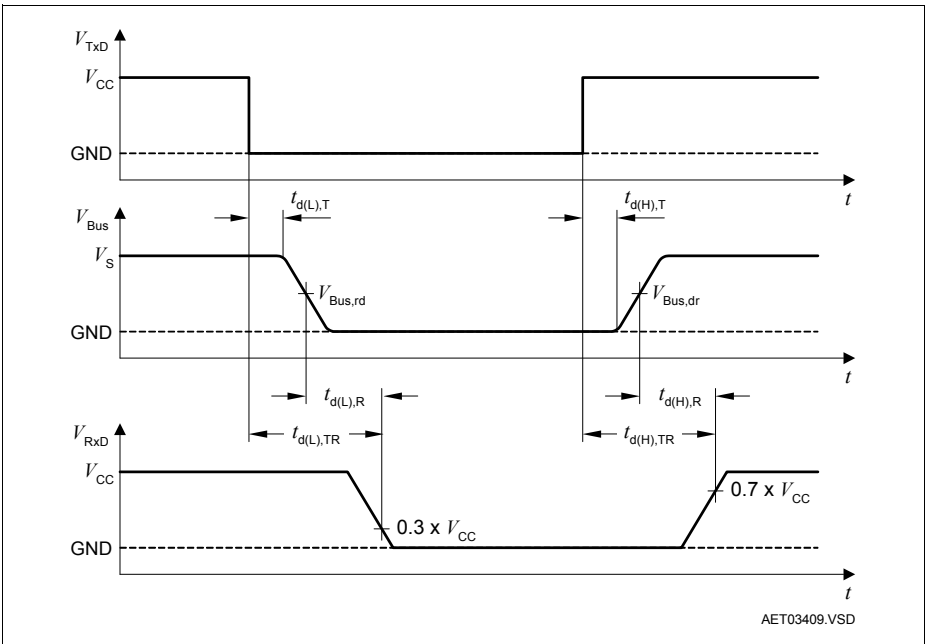 V_TxD
V_CC
GND
t
t_d(L),T
t_d(H),T
V_Bus
V_S
V_Bus,rd
V_Bus,dr
GND
t
t_d(L),R
t_d(H),R
V_RxD
t_d(L),TR
t_d(H),TR
V_CC
0.7 x V_CC
0.3 x V_CC
GND
t
AET03409.VSD